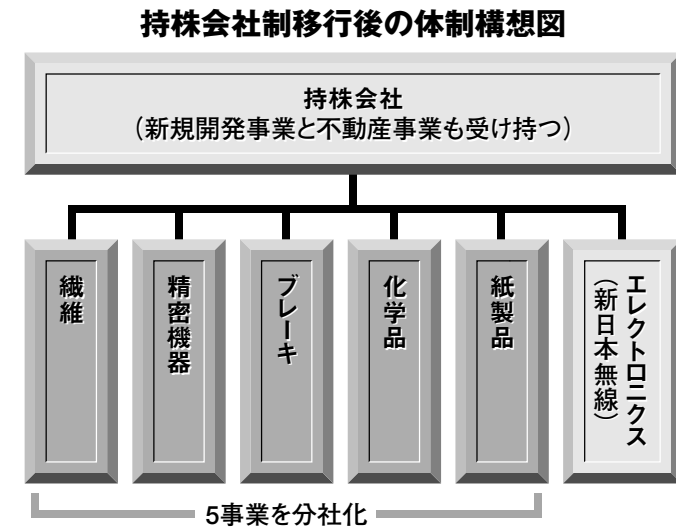 持株会社制移行後の体制構想図
持株会社
（新規開発事業と不動産事業も受け持つ）
繊維
精密機器
ブレーキ
化学品
紙製品
エレクトロニクス
（新日本無線）
5事業を分社化